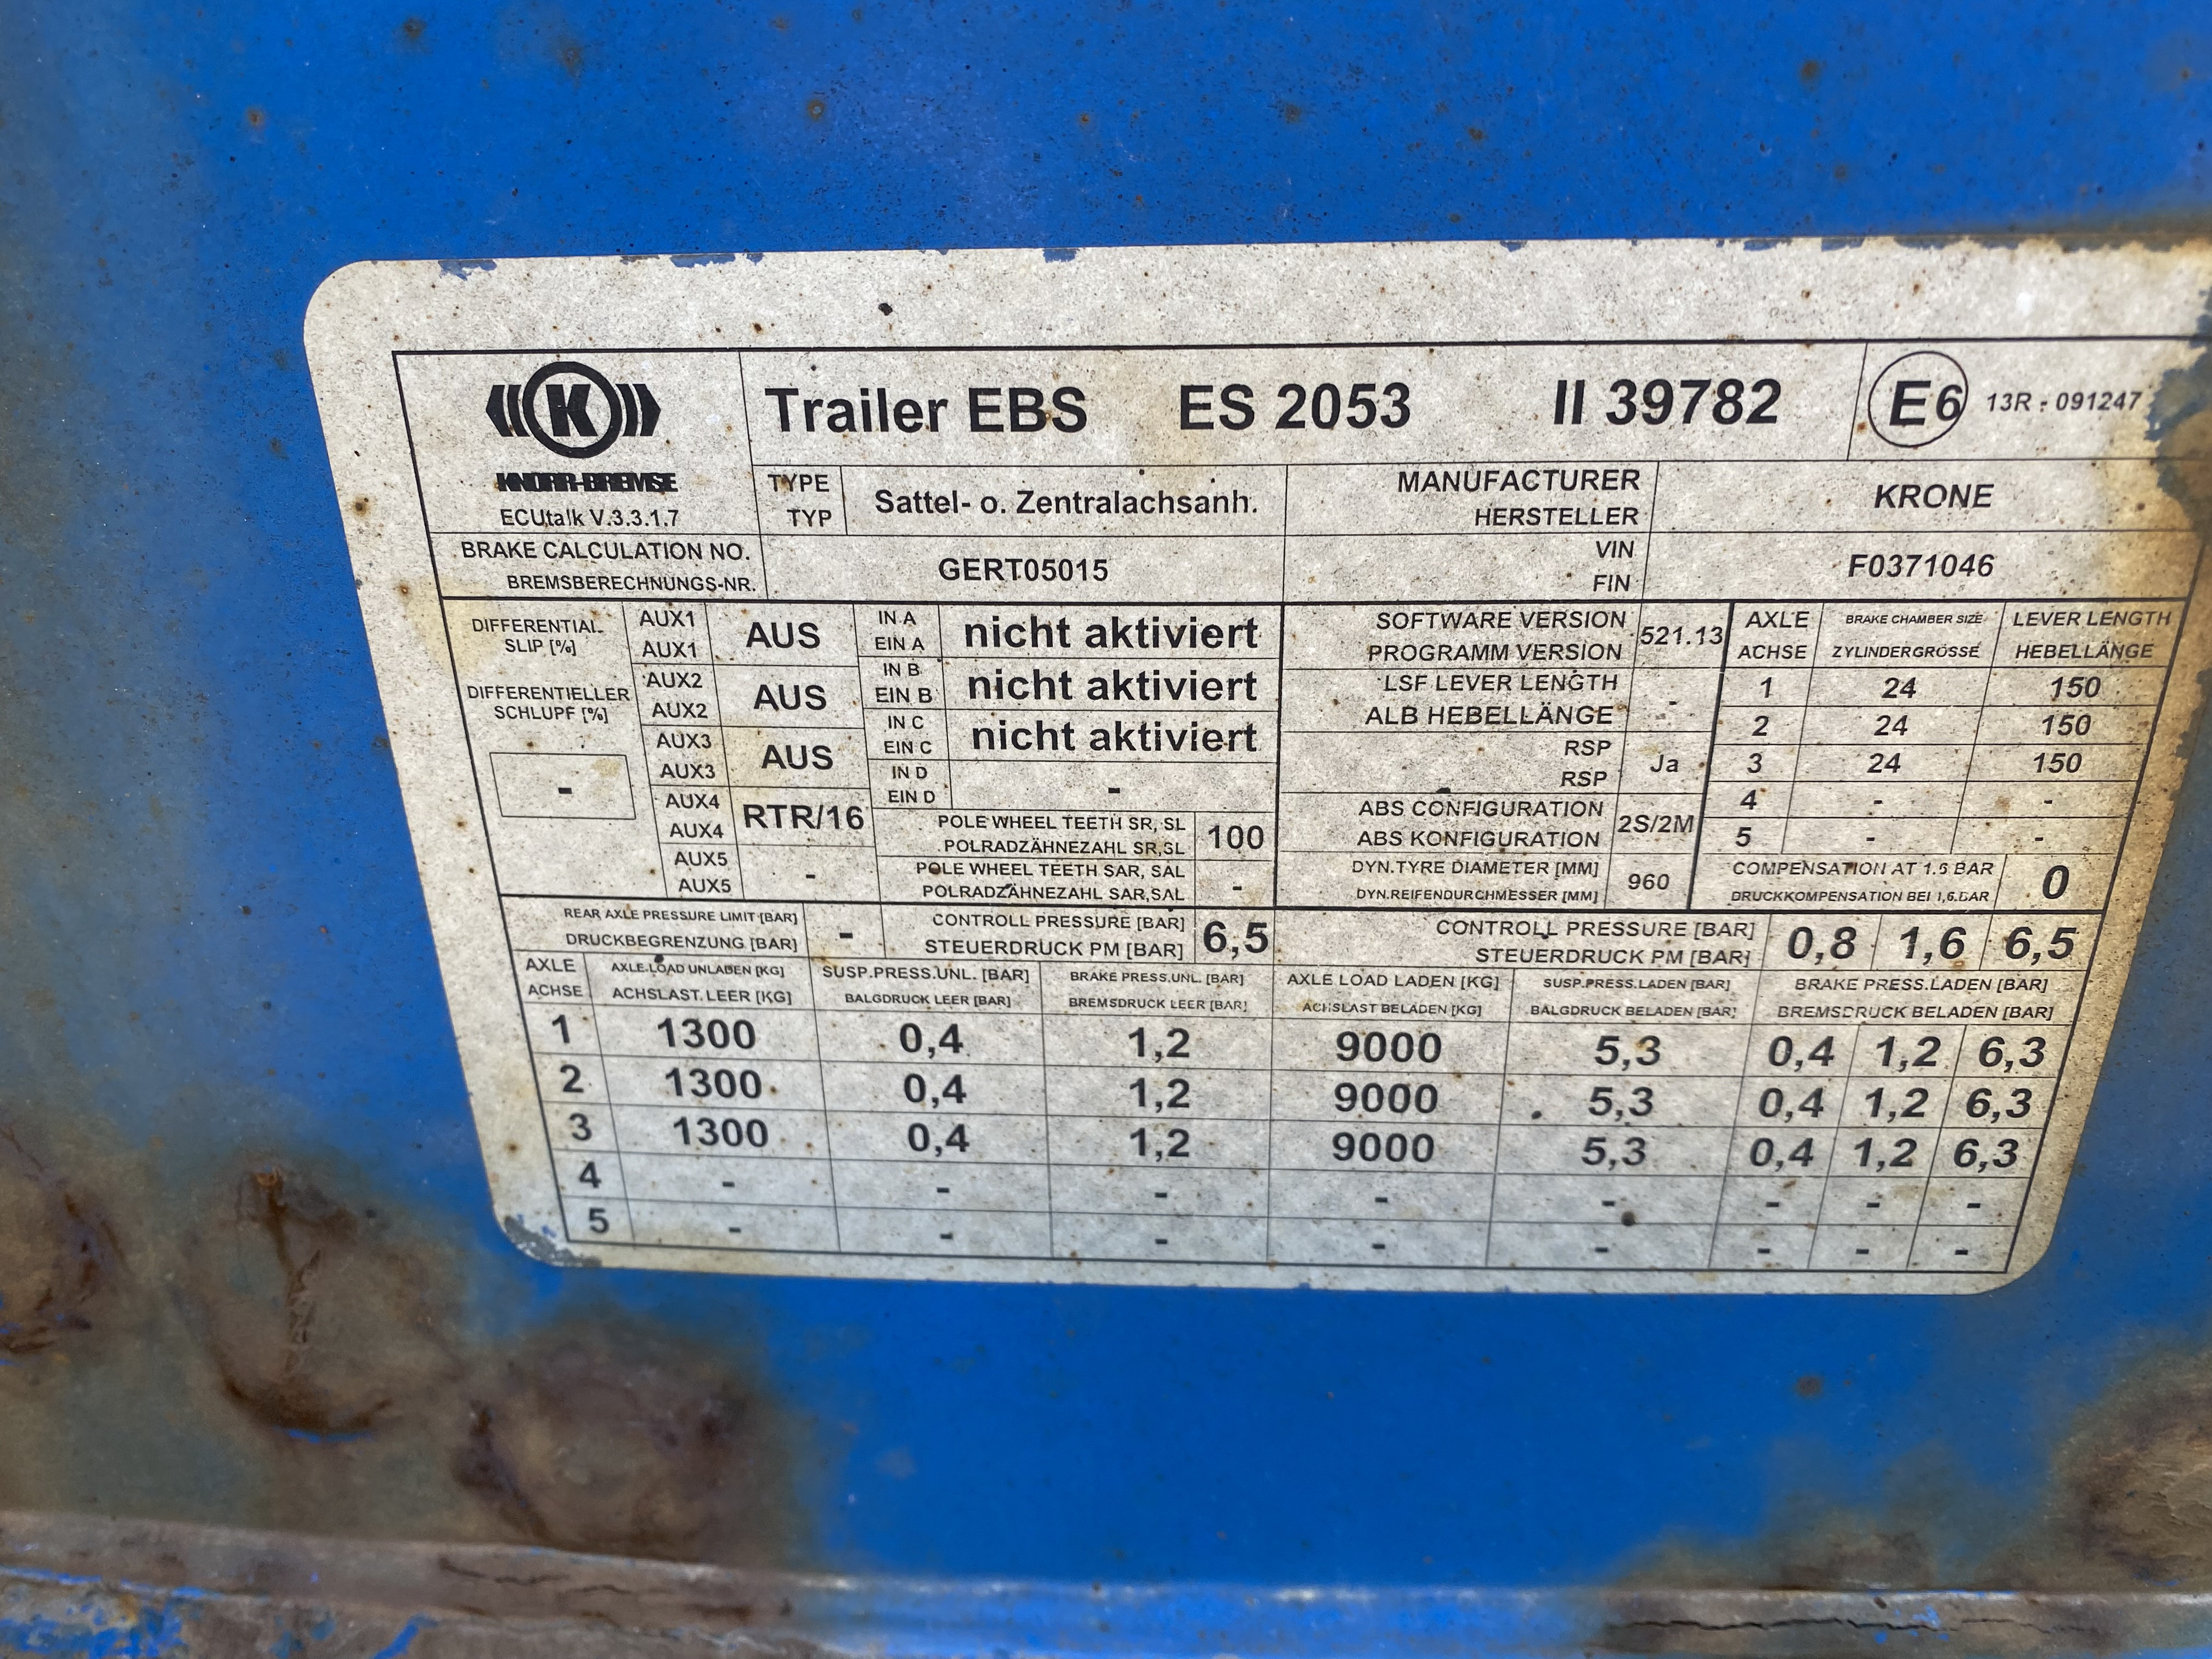 K
KNORR-BREMSE
ECUtalk V.3.3.1.7
Trailer EBS ES 2053 II 39782 E6 13R - 091247
TYPE
TYP
Sattel- o. Zentralachsanh.
MANUFACTURER
HERSTELLER
KRONE
BRAKE CALCULATION NO.
BREMSBERECHNUNGS-NR.
GERT05015
VIN
FIN
F0371046
DIFFERENTIAL
SLIP [%]
DIFFERENTIELLER
SCHLUPF [%]
-
AUX1
AUX1
AUS
AUX2
AUX2
AUS
AUX3
AUX3
AUS
AUX4
AUX4
RTR/16
AUX5
AUX5
-
IN A
EIN A
nicht aktiviert
IN B
EIN B
nicht aktiviert
IN C
EIN C
nicht aktiviert
IN D
EIN D
-
POLE WHEEL TEETH SR, SL
POLRADZÄHNEZAHL SR,SL
100
POLE WHEEL TEETH SAR, SAL
POLRADZÄHNEZAHL SAR,SAL
-
SOFTWARE VERSION
PROGRAMM VERSION
521.13
LSF LEVER LENGTH
ALB HEBELLÄNGE
-
RSP
RSP
Ja
ABS CONFIGURATION
ABS KONFIGURATION
2S/2M
DYN.TYRE DIAMETER [MM]
DYN.REIFENDURCHMESSER [MM]
960
AXLE BRAKE CHAMBER SIZE LEVER LENGTH
ACHSE ZYLINDERGRÖSSE HEBELLÄNGE
1 24 150
2 24 150
3 24 150
4 - -
5 - -
COMPENSATION AT 1.6 BAR
DRUCKKOMPENSATION BEI 1,6.BAR
0
REAR AXLE PRESSURE LIMIT [BAR]
DRUCKBEGRENZUNG [BAR]
-
CONTROLL PRESSURE [BAR]
STEUERDRUCK PM [BAR]
6,5
CONTROLL PRESSURE [BAR]
STEUERDRUCK PM [BAR]
0,8 1,6 6,5
AXLE AXLE LOAD UNLADEN [KG] SUSP.PRESS.UNL. [BAR] BRAKE PRESS.UNL. [BAR] AXLE LOAD LADEN [KG] SUSP.PRESS.LADEN [BAR] BRAKE PRESS.LADEN [BAR]
ACHSE ACHSLAST. LEER [KG] BALGDRUCK LEER [BAR] BREMSDRUCK LEER [BAR] ACHSLAST BELADEN [KG] BALGDRUCK BELADEN [BAR] BREMSDRUCK BELADEN [BAR]
1 1300 0,4 1,2 9000 5,3 0,4 1,2 6,3
2 1300 0,4 1,2 9000 5,3 0,4 1,2 6,3
3 1300 0,4 1,2 9000 5,3 0,4 1,2 6,3
4 - - - - - - - -
5 - - - - - - - -